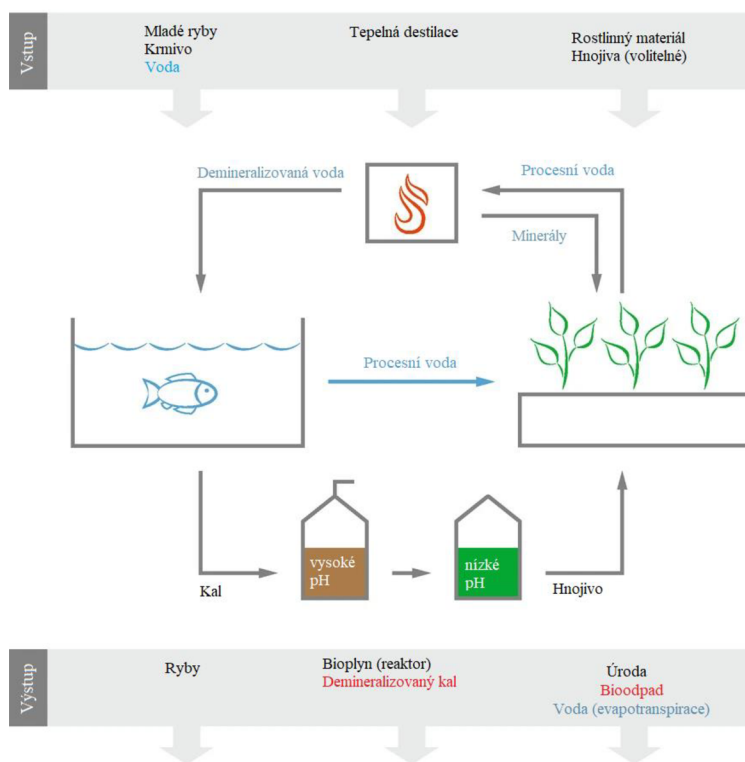 Vstup
Mladé ryby
Krmivo
Voda
Tepelná destilace
Rostlinný materiál
Hnojiva (volitelné)
Demineralizovaná voda
Procesní voda
Minerály
Procesní voda
vysoké
pH
nízké
pH
Kal
Hnojivo
Výstup
Ryby
Bioplyn (reaktor)
Demineralizovaný kal
Úroda
Bioodpad
Voda (evapotranspirace)